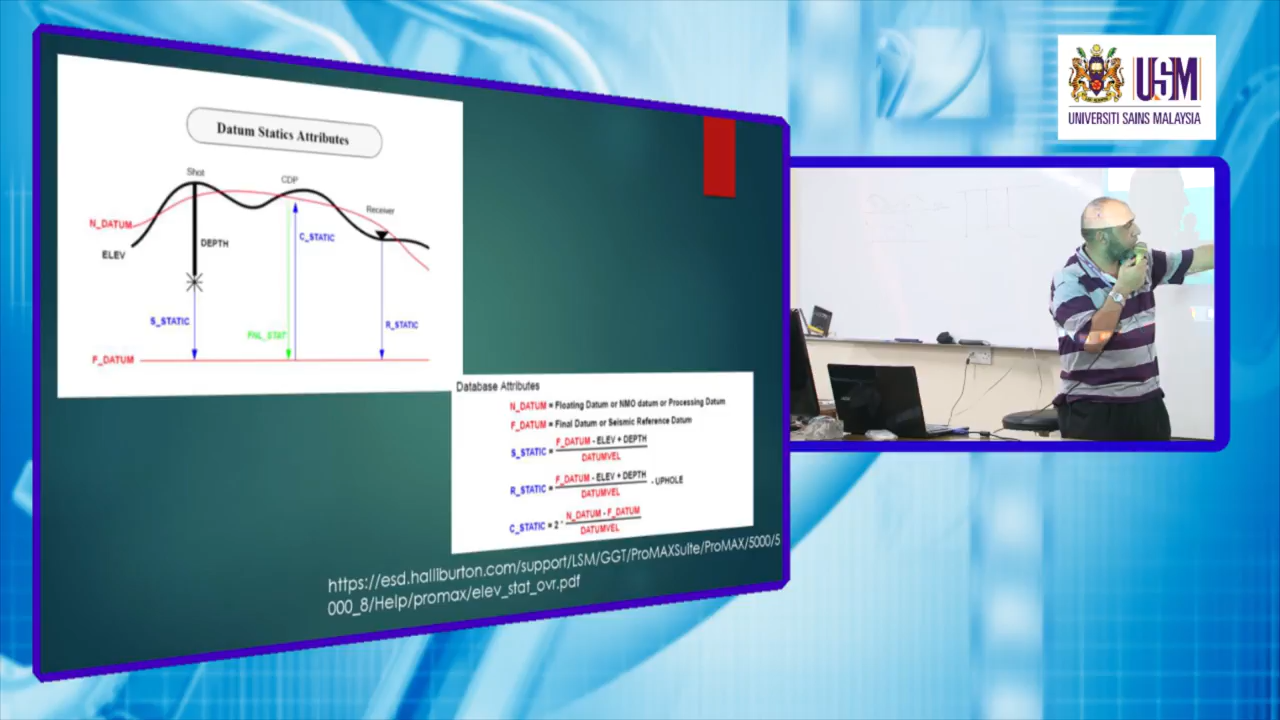 Datum Statics Attributes
Shot
CDP
Receiver
N_DATUM
ELEV
DEPTH
C_STATIC
S_STATIC
FNL_STAT
R_STATIC
F_DATUM
Database Attributes
N_DATUM = Floating Datum or NMO datum or Processing Datum
F_DATUM = Final Datum or Seismic Reference Datum
S_STATIC = F_DATUM - ELEV + DEPTH
DATUMVEL
R_STATIC = F_DATUM - ELEV + DEPTH - UPHOLE
DATUMVEL
C_STATIC = 2 * N_DATUM - F_DATUM
DATUMVEL
https://esd.halliburton.com/support/LSM/GGT/ProMAXSuite/ProMAX/5000/5
000_8/Help/promax/elev_stat_ovr.pdf
USM
UNIVERSITI SAINS MALAYSIA